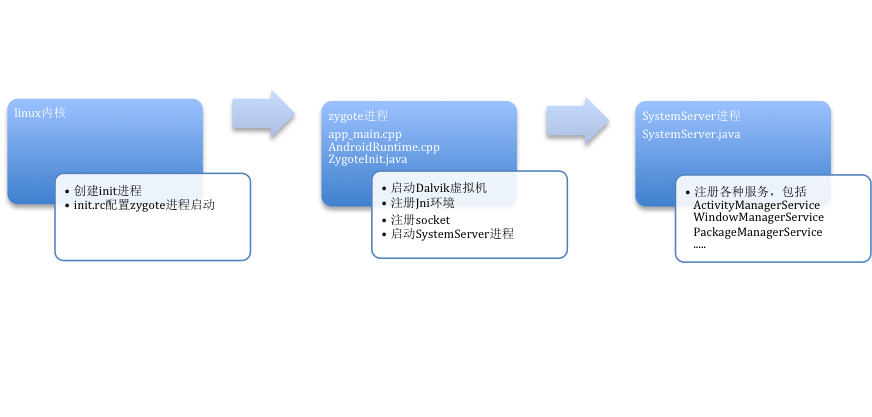 linux内核
• 创建init进程
• init.rc配置zygote进程启动
zygote进程
app_main.cpp
AndroidRuntime.cpp
ZygoteInit.java
• 启动Dalvik虚拟机
• 注册Jni环境
• 注册socket
• 启动SystemServer进程
SystemServer进程
SystemServer.java
• 注册各种服务，包括
ActivityManagerService
WindowManagerService
PackageManagerService
.....